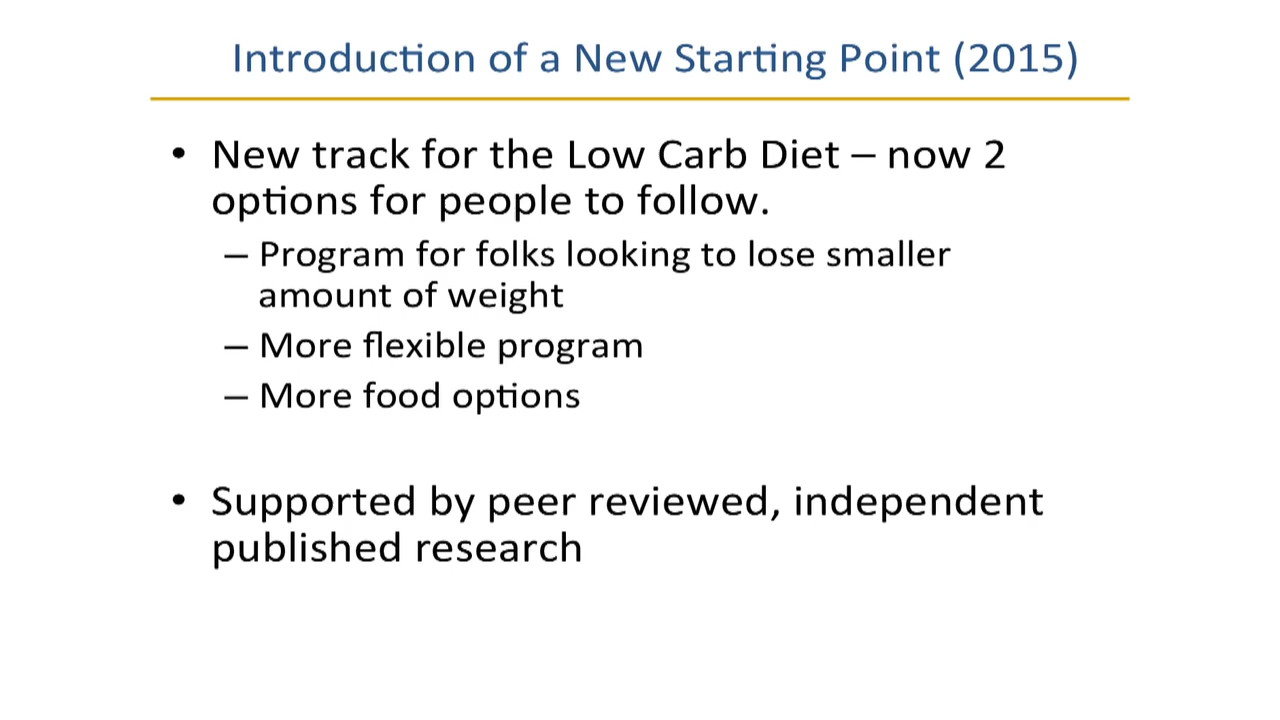 Introduction of a New Starting Point (2015)
• New track for the Low Carb Diet – now 2
options for people to follow.
– Program for folks looking to lose smaller
amount of weight
– More flexible program
– More food options
• Supported by peer reviewed, independent
published research